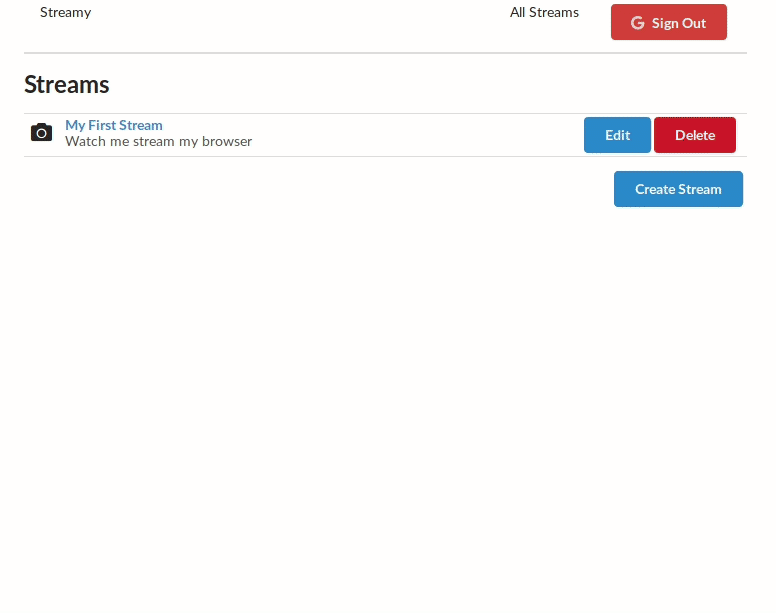 Streamy All Streams Sign Out
Streams
My First Stream
Watch me stream my browser
Edit Delete
Create Stream